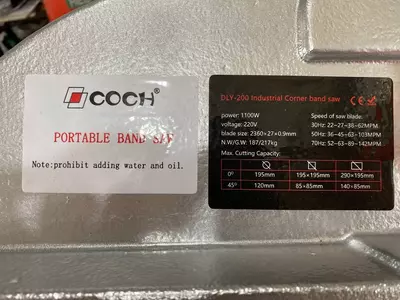 COCH®
PORTABLE BAND SAW
Note:prohibit adding water and oil.
DLY-200 Industrial Corner band saw
power: 1100W
voltage: 220V
blade size: 2360×27×0.9mm
N.W/G.W: 187/217kg
Max. Cutting Capacity:
Speed of saw blade:
30Hz: 22-27-38-62MPM
50Hz: 36-45-63-103MPM
70Hz: 52-63-89-142MPM
0° 195mm 195×195mm 290×195mm
45° 120mm 85×85mm 140×85mm